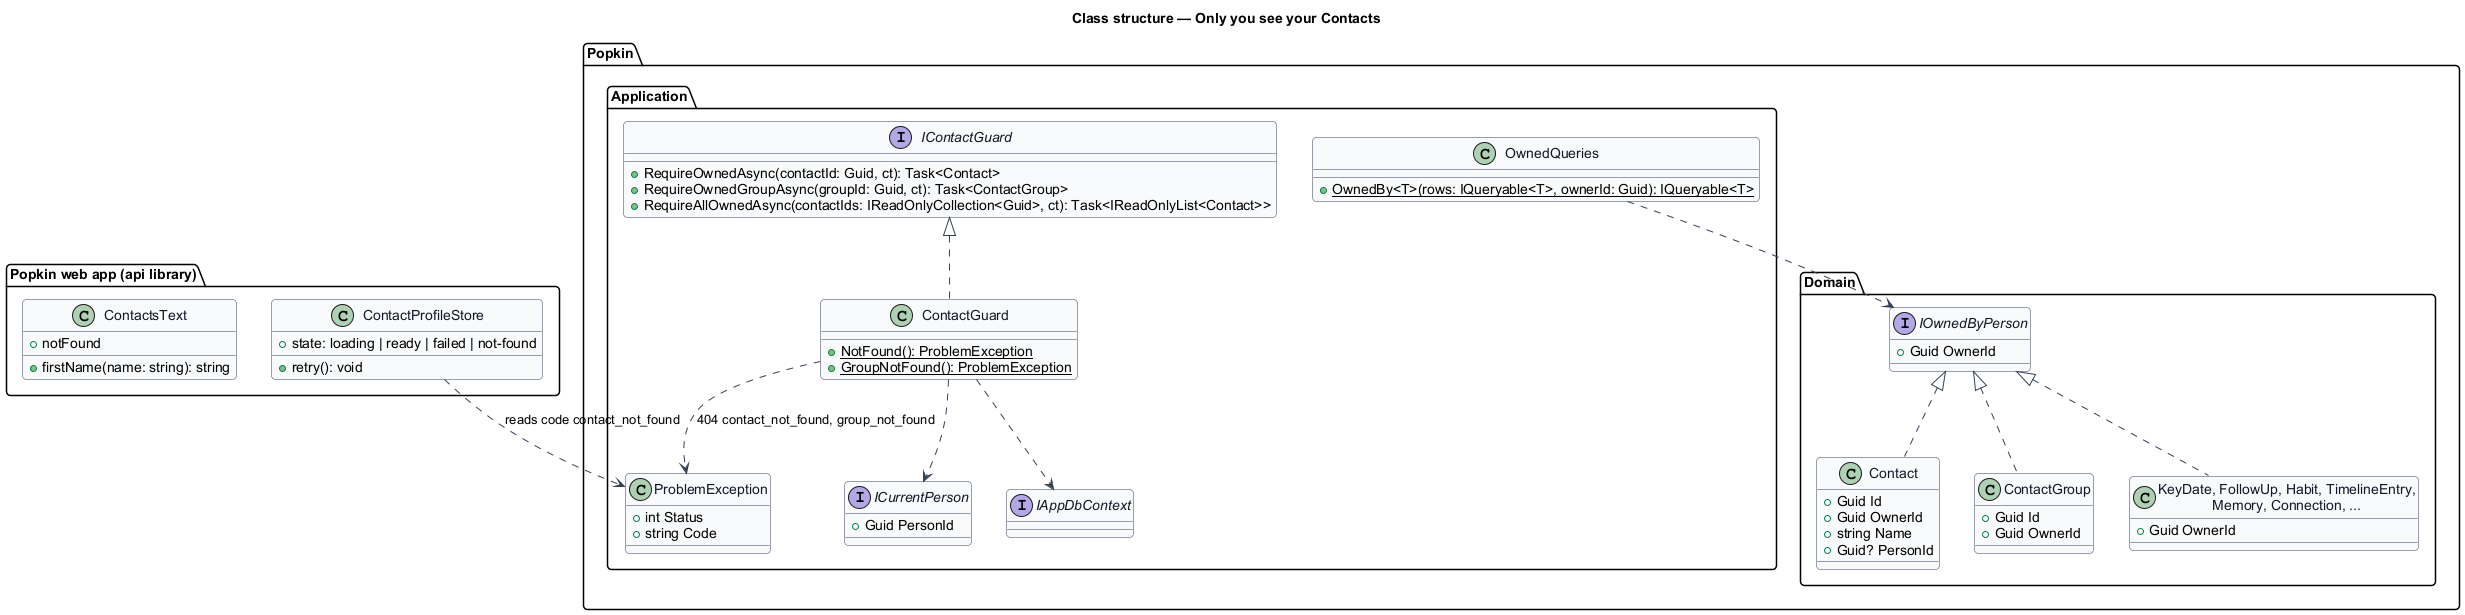 Class structure — Only you see your Contacts
Popkin
Application
I IContactGuard
RequireOwnedAsync(contactId: Guid, ct): Task<Contact>
RequireOwnedGroupAsync(groupId: Guid, ct): Task<ContactGroup>
RequireAllOwnedAsync(contactIds: IReadOnlyCollection<Guid>, ct): Task<IReadOnlyList<Contact>>
C OwnedQueries
OwnedBy<T>(rows: IQueryable<T>, ownerId: Guid): IQueryable<T>
Popkin web app (api library)
C ContactsText
notFound
firstName(name: string): string
C ContactProfileStore
state: loading | ready | failed | not-found
retry(): void
C ContactGuard
NotFound(): ProblemException
GroupNotFound(): ProblemException
Domain
I IOwnedByPerson
Guid OwnerId
reads code contact_not_found
404 contact_not_found, group_not_found
C ProblemException
int Status
string Code
I ICurrentPerson
Guid PersonId
I IAppDbContext
C Contact
Guid Id
Guid OwnerId
string Name
Guid? PersonId
C ContactGroup
Guid Id
Guid OwnerId
C KeyDate, FollowUp, Habit, TimelineEntry,
Memory, Connection, ...
Guid OwnerId